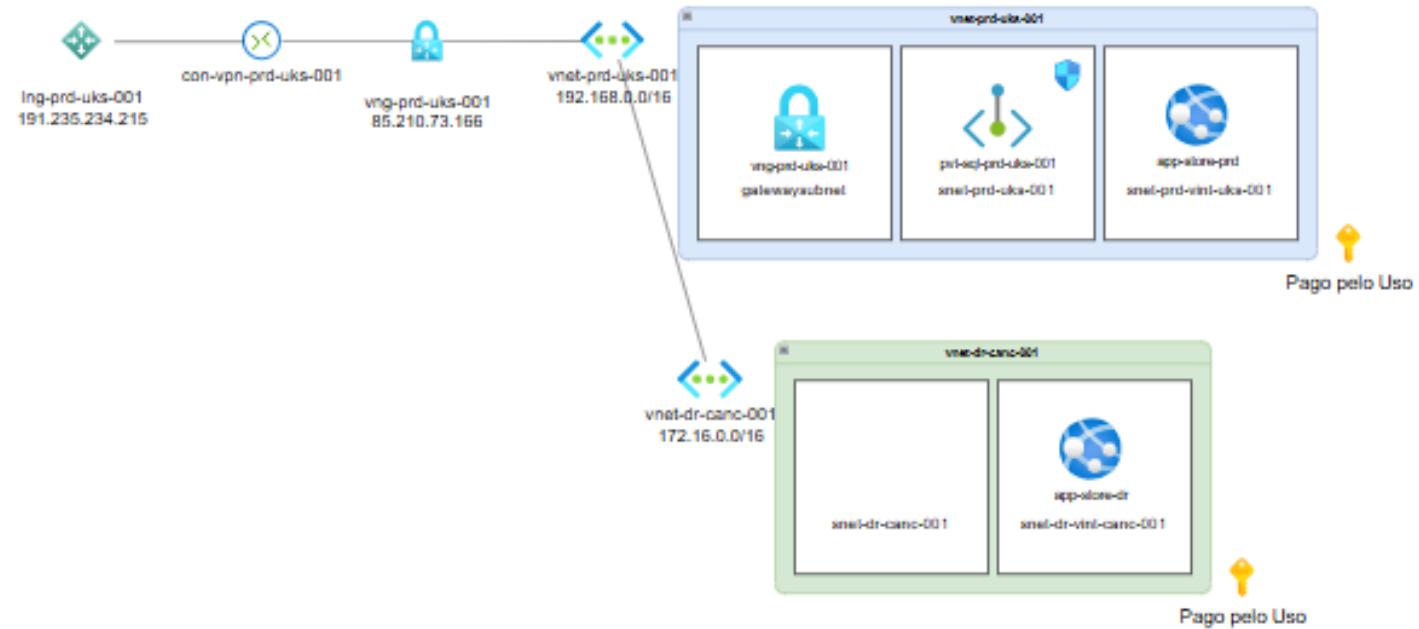 lng-prd-uks-001
191.235.234.215
con-vpn-prd-uks-001
vng-prd-uks-001
85.210.73.166
vnet-prd-uks-001
192.168.0.0/16
vnet-prd-uks-001
vng-prd-uks-001
gatewaysubnet
pvt-sql-prd-uks-001
snet-prd-uks-001
app-store-prd
snet-prd-vint-uks-001
Pago pelo Uso
vnet-dr-canc-001
172.16.0.0/16
vnet-dr-canc-001
snet-dr-canc-001
app-store-dr
snet-dr-vint-canc-001
Pago pelo Uso